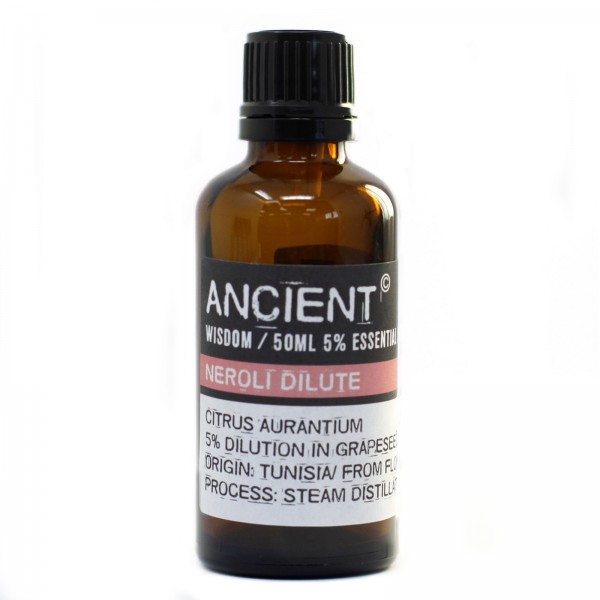 ANCIENT©
WISDOM / 50ML 5% ESSENTIAL
NEROLI DILUTE
CITRUS AURANTIUM
5% DILUTION IN
ORIGIN: TUNISIA/ FROM
PROCESS: STEAM